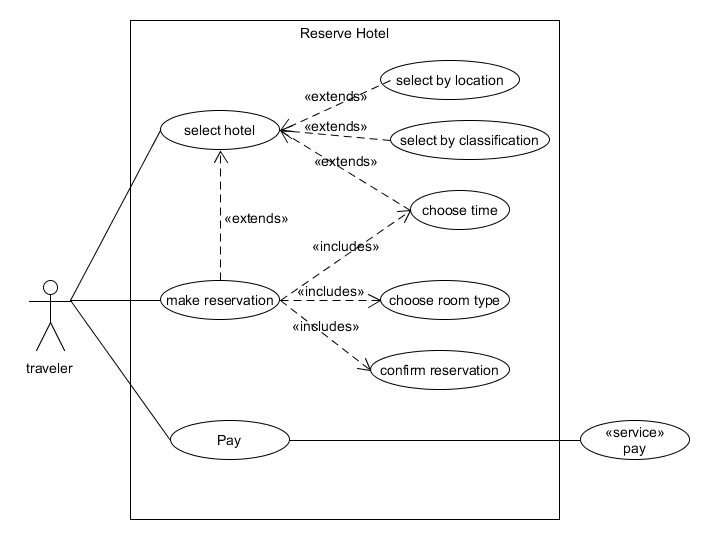 Reserve Hotel
select by location
«extends»
select hotel
«extends»
select by classification
«extends»
choose time
«extends»
«includes»
make reservation
«includes»
choose room type
«includes»
traveler
confirm reservation
Pay
«service»
pay